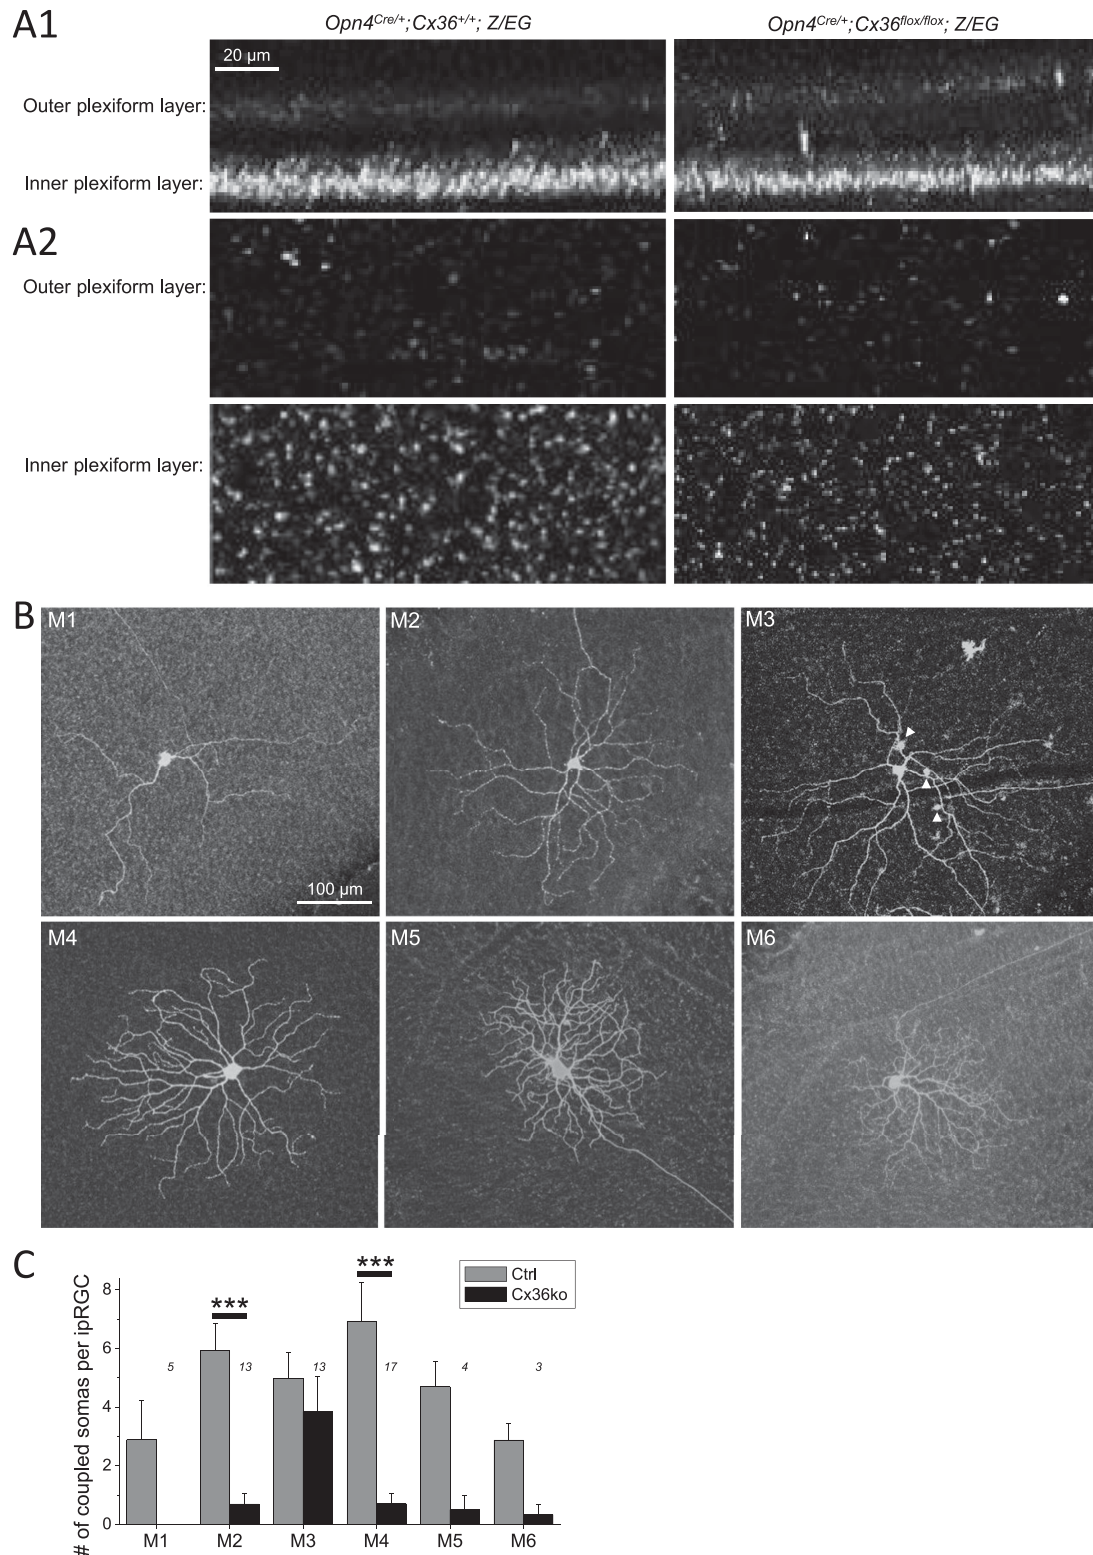 A1
Opn4Cre/+;Cx36+/+; Z/EG
Opn4Cre/+;Cx36flox/flox; Z/EG
20 µm
Outer plexiform layer:
Inner plexiform layer:
A2
Outer plexiform layer:
Inner plexiform layer:
B
M1
M2
M3
100 µm
M4
M5
M6
C
# of coupled somas per ipRGC
8
6
4
2
0
***
***
Ctrl
Cx36ko
5
13
13
17
4
3
M1
M2
M3
M4
M5
M6